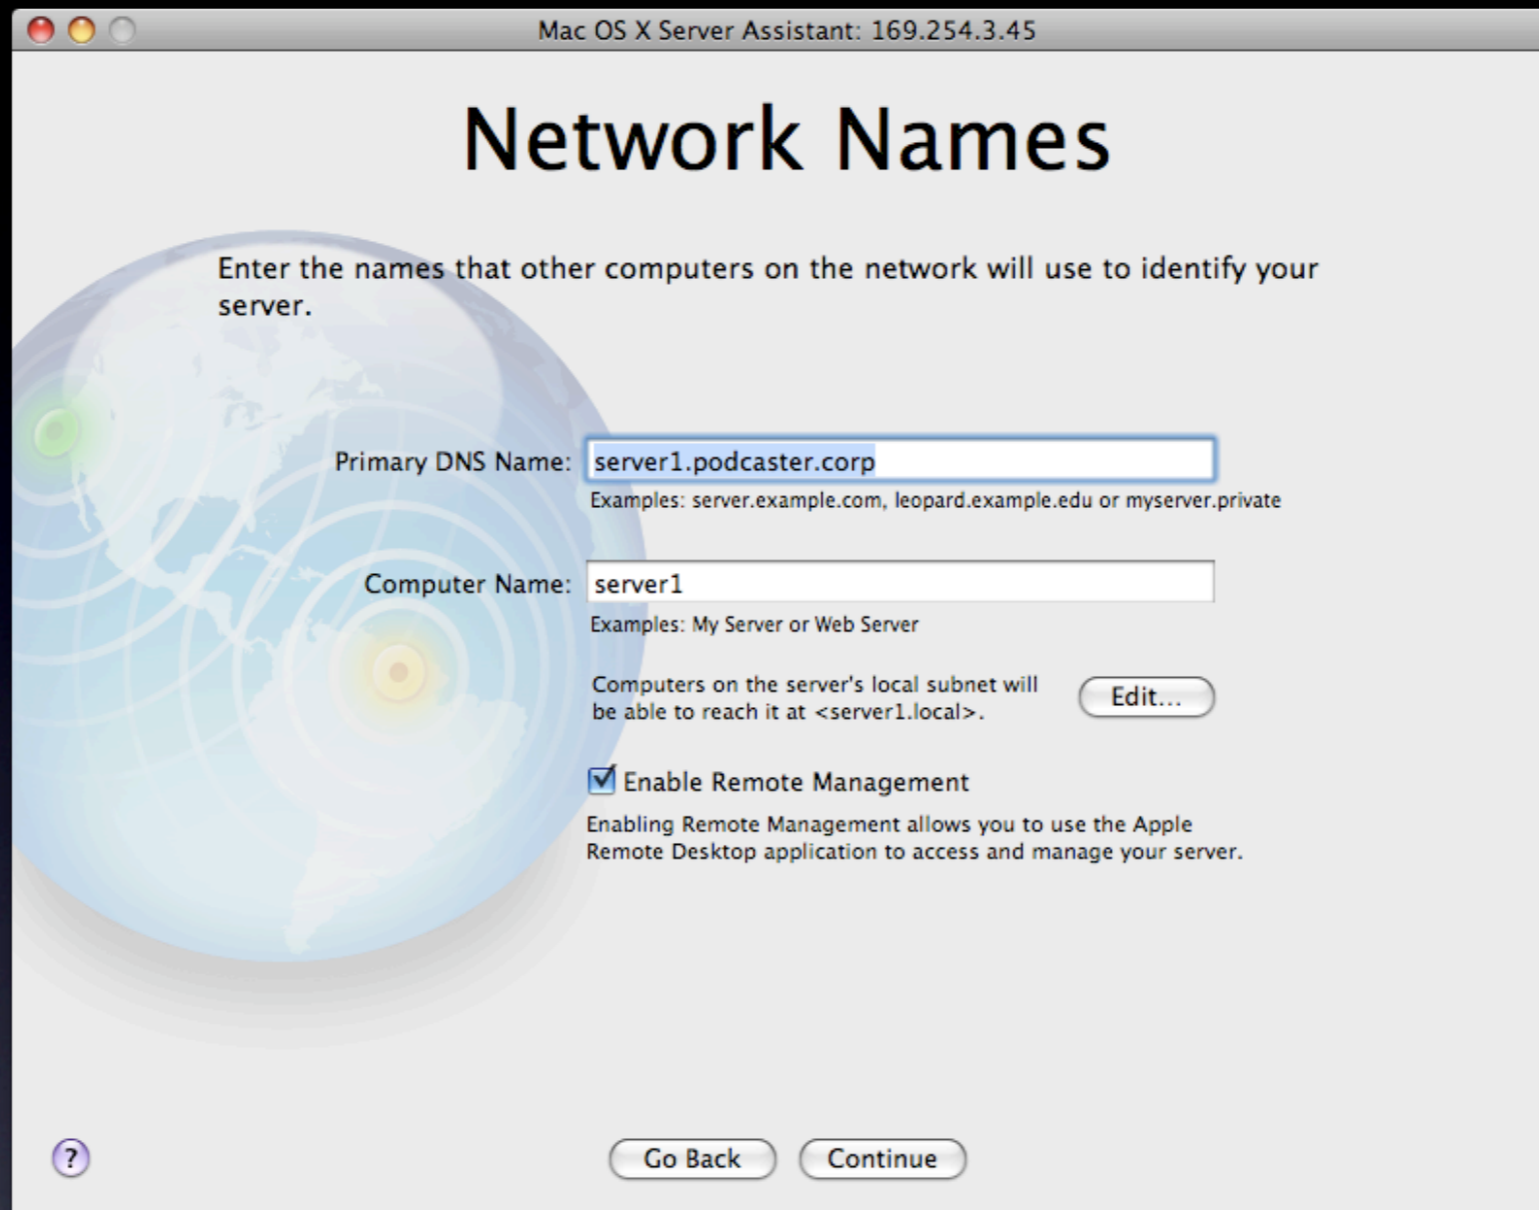 Mac OS X Server Assistant: 169.254.3.45
Network Names
Enter the names that other computers on the network will use to identify your
server.
Primary DNS Name: server1.podcaster.corp
Examples: server.example.com, leopard.example.edu or myserver.private
Computer Name: server1
Examples: My Server or Web Server
Computers on the server's local subnet will
be able to reach it at <server1.local>.
Edit...
Enable Remote Management
Enabling Remote Management allows you to use the Apple
Remote Desktop application to access and manage your server.
? Go Back Continue